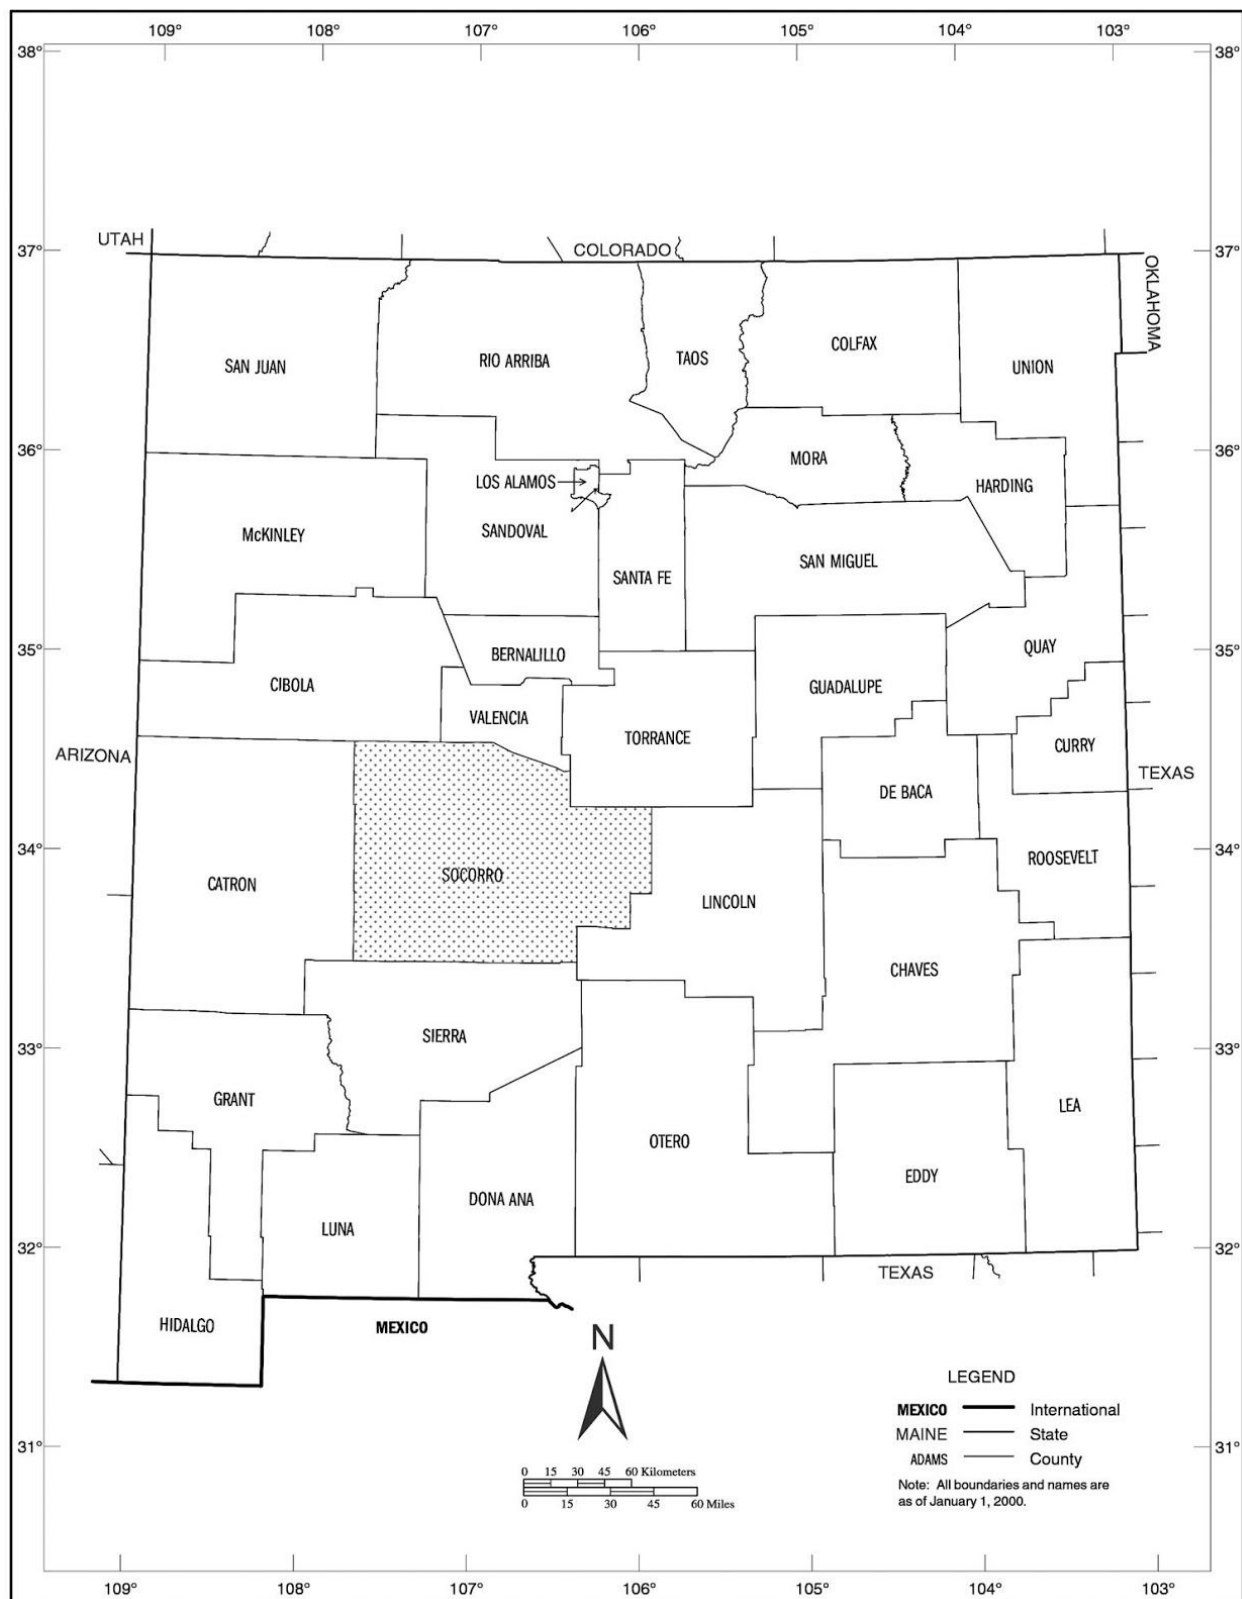 109° 108° 107° 106° 105° 104° 103°
38° 38°
37° UTAH COLORADO 37°
OKLAHOMA
SAN JUAN RIO ARRIBA TAOS COLFAX UNION
36° 36°
MORA
LOS ALAMOS HARDING
McKINLEY SANDOVAL
SAN MIGUEL
SANTA FE
35° BERNALILLO QUAY 35°
CIBOLA GUADALUPE
VALENCIA
TORRANCE
ARIZONA CURRY
TEXAS
DE BACA
34° 34°
ROOSEVELT
CATRON SOCORRO
LINCOLN
CHAVES
33° SIERRA 33°
GRANT LEA
OTERO
EDDY
DONA ANA
LUNA
32° 32°
TEXAS
HIDALGO MEXICO
N
LEGEND
MEXICO International
MAINE State
ADAMS County
31° 31°
0 15 30 45 60 Kilometers
0 15 30 45 60 Miles
Note: All boundaries and names are
as of January 1, 2000.
109° 108° 107° 106° 105° 104° 103°